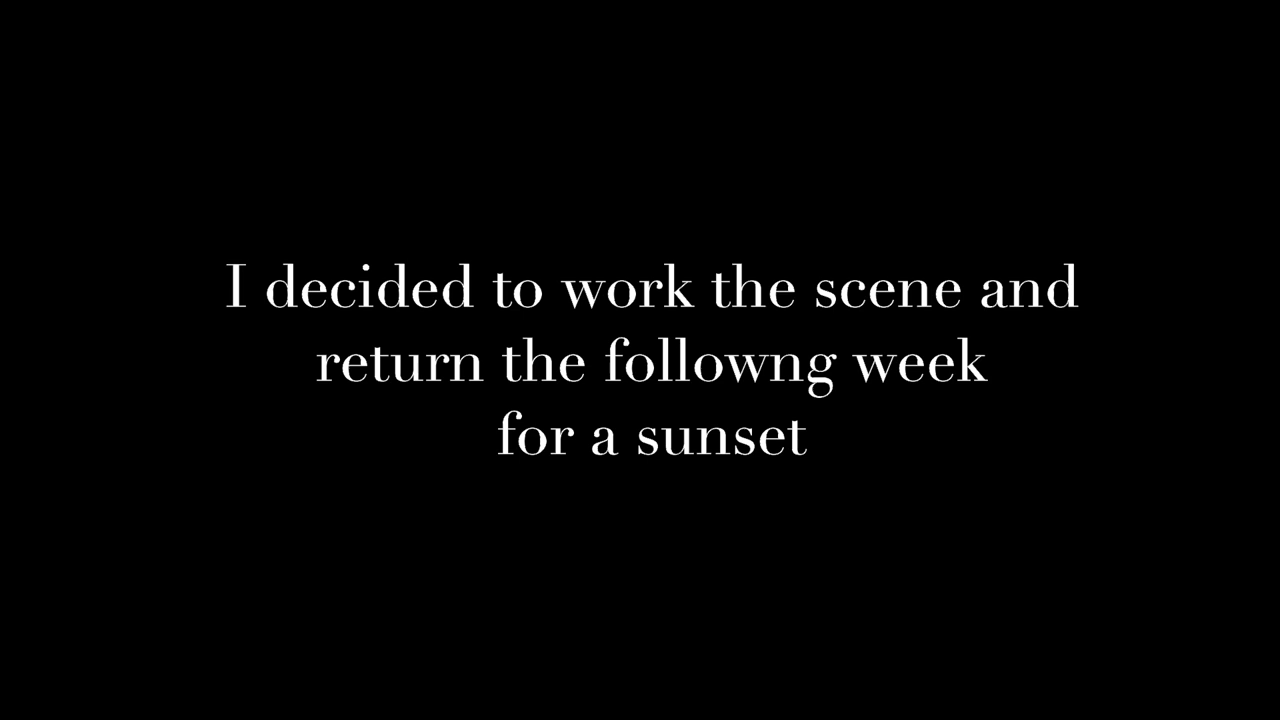 I decided to work the scene and
return the followng week
for a sunset